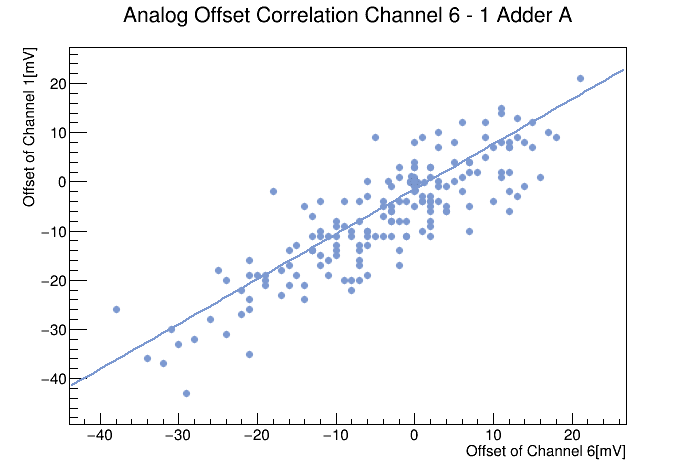 Analog Offset Correlation Channel 6 - 1 Adder A
Offset of Channel 1[mV]
20
10
0
−10
−20
−30
−40
−40 −30 −20 −10 0 10 20
Offset of Channel 6[mV]